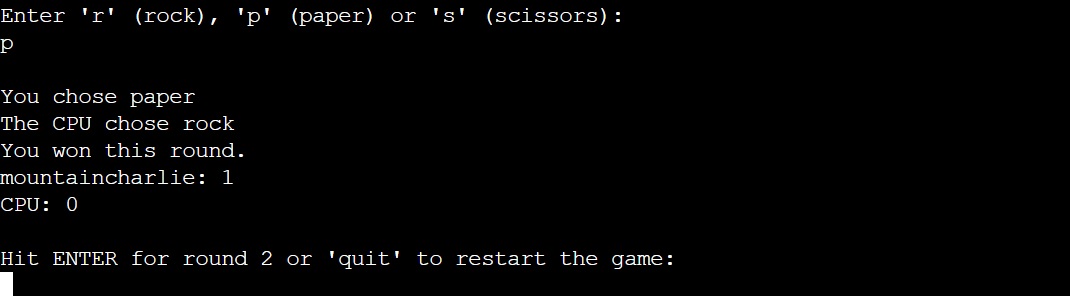 Enter 'r' (rock), 'p' (paper) or 's' (scissors):
p
You chose paper
The CPU chose rock
You won this round.
mountaincharlie: 1
CPU: 0
Hit ENTER for round 2 or 'quit' to restart the game: